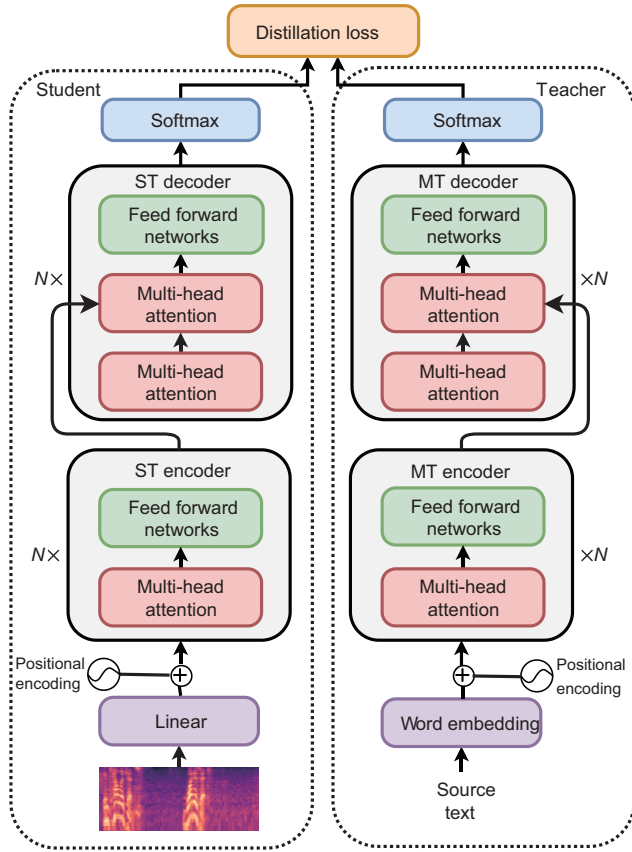 Distillation loss
Student
Teacher
Softmax
Softmax
ST decoder
Feed forward
networks
N×
Multi-head
attention
Multi-head
attention
MT decoder
Feed forward
networks
×N
Multi-head
attention
Multi-head
attention
ST encoder
Feed forward
networks
N×
Multi-head
attention
MT encoder
Feed forward
networks
×N
Multi-head
attention
Positional
encoding
Positional
encoding
Linear
Word embedding
Source
text